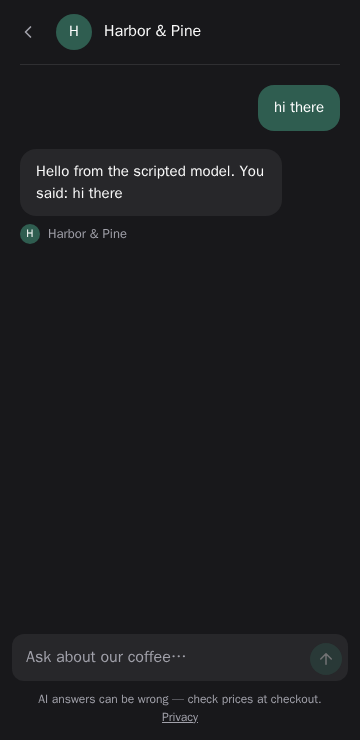 H
Harbor & Pine
hi there
Hello from the scripted model. You
said: hi there
H
Harbor & Pine
Ask about our coffee⋯
AI answers can be wrong — check prices at checkout.
Privacy